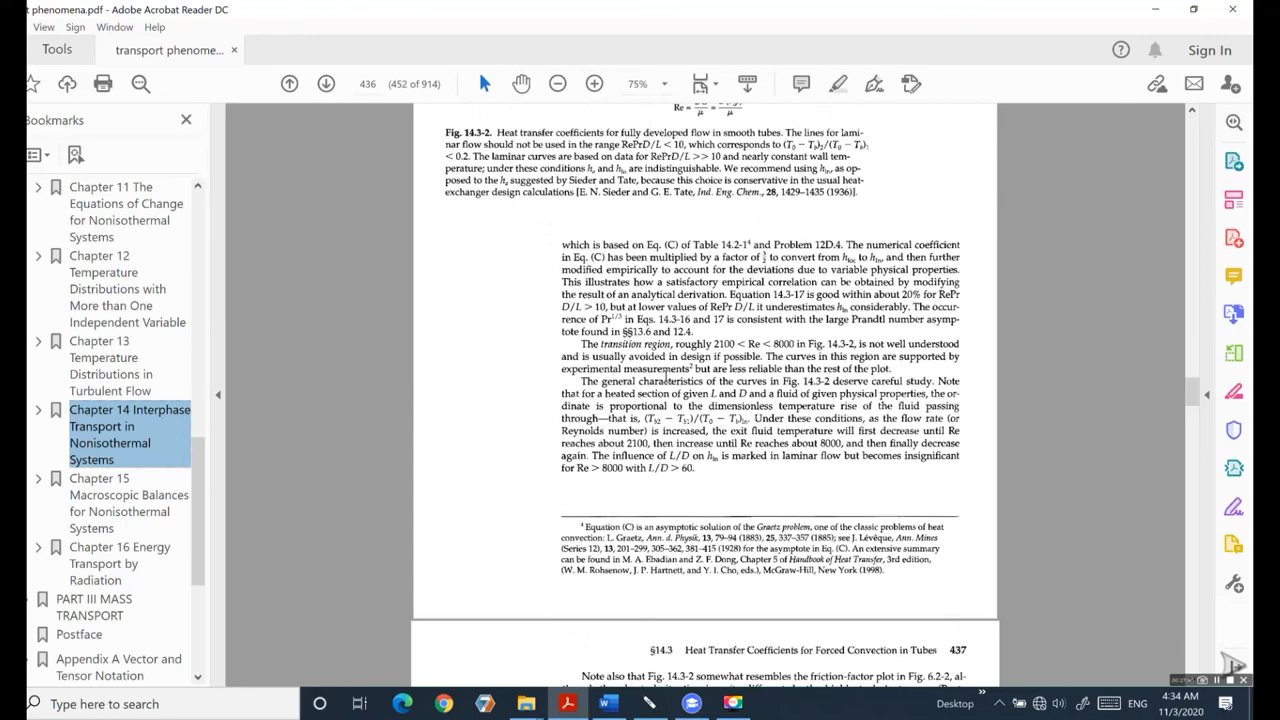 t phenomena.pdf - Adobe Acrobat Reader DC
View Sign Window Help
Tools transport phenome... × Sign In
436 (452 of 914) 75%
Bookmarks
Chapter 11 The
Equations of Change for
Nonisothermal
Systems
Chapter 12
Temperature
Distributions with
More than One
Independent Variable
Chapter 13
Temperature
Distributions in
Turbulent Flow
Chapter 14 Interphase
Transport in
Nonisothermal
Systems
Chapter 15
Macroscopic Balances
for Nonisothermal
Systems
Chapter 16 Energy
Transport by
Radiation
PART III MASS
TRANSPORT
Postface
Appendix A Vector and
Tensor Notation
Re = μ = μ
Fig. 14.3-2. Heat transfer coefficients for fully developed flow in smooth tubes. The lines for lami-
nar flow should not be used in the range RePrD/L < 10, which corresponds to (T₀ − T_b)₂/(T₀ − T_b)₁
< 0.2. The laminar curves are based on data for RePrD/L >> 10 and nearly constant wall tem-
perature; under these conditions hₐ and h_ln are indistinguishable. We recommend using h_ln, as op-
posed to the hₐ suggested by Sieder and Tate, because this choice is conservative in the usual heat-
exchanger design calculations [E. N. Sieder and G. E. Tate, Ind. Eng. Chem., 28, 1429–1435 (1936)].
which is based on Eq. (C) of Table 14.2-1⁴ and Problem 12D.4. The numerical coefficient
in Eq. (C) has been multiplied by a factor of to convert from h_loc to h_ln, and then further
modified empirically to account for the deviations due to variable physical properties.
This illustrates how a satisfactory empirical correlation can be obtained by modifying
the result of an analytical derivation. Equation 14.3-17 is good within about 20% for RePr
D/L > 10, but at lower values of RePr D/L it underestimates h_ln considerably. The occur-
rence of Pr^1/3 in Eqs. 14.3-16 and 17 is consistent with the large Prandtl number asymp-
tote found in §§13.6 and 12.4.
The transition region, roughly 2100 < Re < 8000 in Fig. 14.3-2, is not well understood
and is usually avoided in design if possible. The curves in this region are supported by
experimental measurements² but are less reliable than the rest of the plot.
The general characteristics of the curves in Fig. 14.3-2 deserve careful study. Note
that for a heated section of given L and D and a fluid of given physical properties, the or-
dinate is proportional to the dimensionless temperature rise of the fluid passing
through—that is, (T_b2 − T_b1)/(T₀ − T_b)_ln. Under these conditions, as the flow rate (or
Reynolds number) is increased, the exit fluid temperature will first decrease until Re
reaches about 2100, then increase until Re reaches about 8000, and then finally decrease
again. The influence of L/D on h_ln is marked in laminar flow but becomes insignificant
for Re > 8000 with L/D > 60.
⁴ Equation (C) is an asymptotic solution of the Graetz problem, one of the classic problems of heat
convection: L. Graetz, Ann. d. Physik, 13, 79–94 (1883), 25, 337–357 (1885); see J. Lévêque, Ann. Mines
(Series 12), 13, 201–299, 305–362, 381–415 (1928) for the asymptote in Eq. (C). An extensive summary
can be found in M. A. Ebadian and Z. F. Dong, Chapter 5 of Handbook of Heat Transfer, 3rd edition,
(W. M. Rohsenow, J. P. Hartnett, and Y. I. Cho, eds.), McGraw-Hill, New York (1998).
§14.3 Heat Transfer Coefficients for Forced Convection in Tubes 437
Note also that Fig. 14.3-2 somewhat resembles the friction-factor plot in Fig. 6.2-2, al-
Type here to search
Desktop
ENG
4:34 AM
11/3/2020